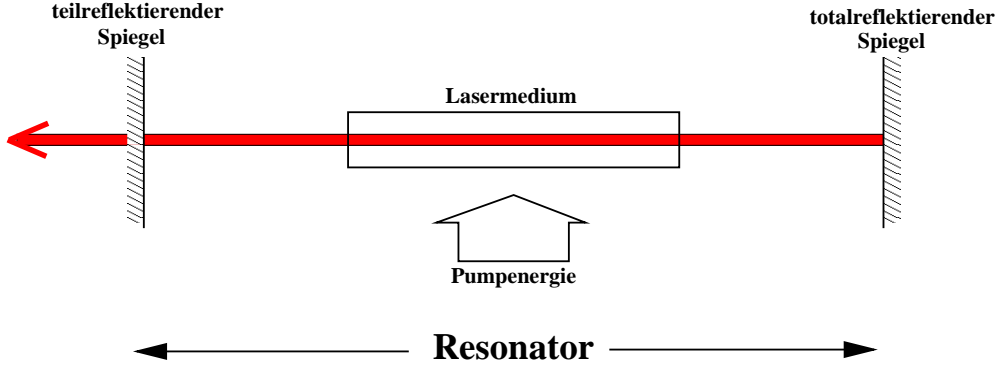 teilreflektierender
Spiegel
totalreflektierender
Spiegel
Lasermedium
Pumpenergie
Resonator